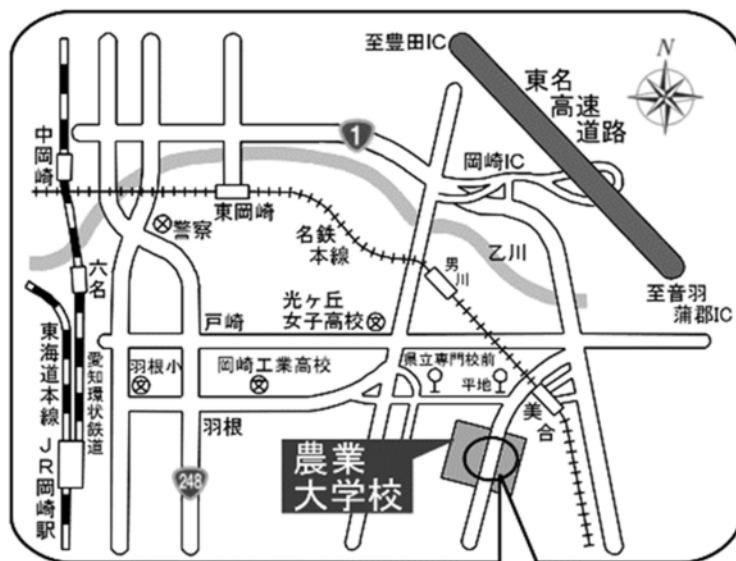 至豊田IC
N
東名
高速
道路
1
中岡崎
岡崎IC
東岡崎
警察
名鉄
本線
乙川
男川
六名
至音羽
蒲郡IC
光ヶ丘
女子高校
戸崎
東海道本線
愛知環状鉄道
羽根小
岡崎工業高校
県立専門校前
平地
美合
羽根
農業
大学校
JR岡崎駅
248